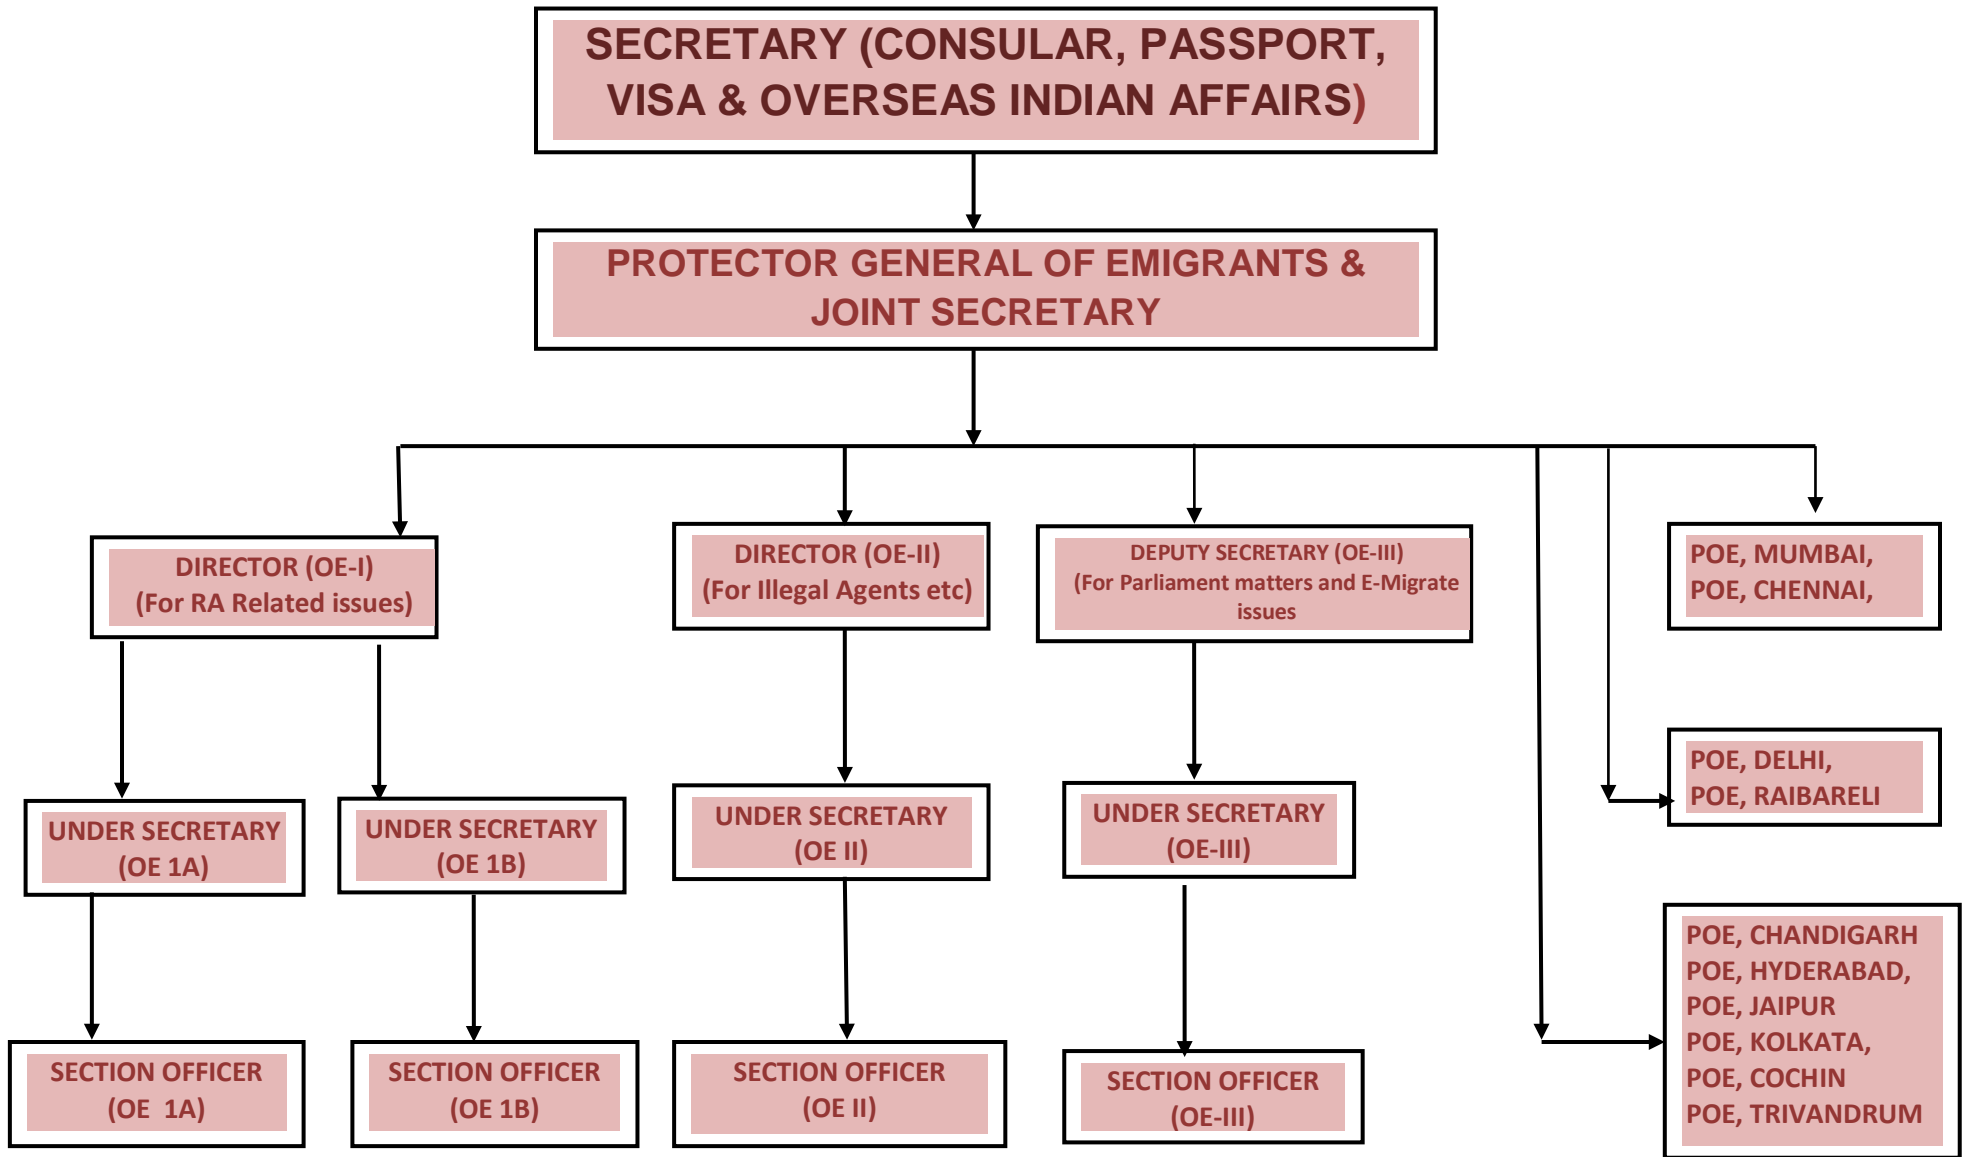 SECRETARY (CONSULAR, PASSPORT,
VISA & OVERSEAS INDIAN AFFAIRS)
PROTECTOR GENERAL OF EMIGRANTS &
JOINT SECRETARY
DIRECTOR (OE-I)
(For RA Related issues)
DIRECTOR (OE-II)
(For Illegal Agents etc)
DEPUTY SECRETARY (OE-III)
(For Parliament matters and E-Migrate
issues
POE, MUMBAI,
POE, CHENNAI,
POE, DELHI,
POE, RAIBARELI
UNDER SECRETARY
(OE 1A)
UNDER SECRETARY
(OE 1B)
UNDER SECRETARY
(OE II)
UNDER SECRETARY
(OE-III)
POE, CHANDIGARH
POE, HYDERABAD,
POE, JAIPUR
POE, KOLKATA,
POE, COCHIN
POE, TRIVANDRUM
SECTION OFFICER
(OE  1A)
SECTION OFFICER
(OE 1B)
SECTION OFFICER
(OE II)
SECTION OFFICER
(OE-III)